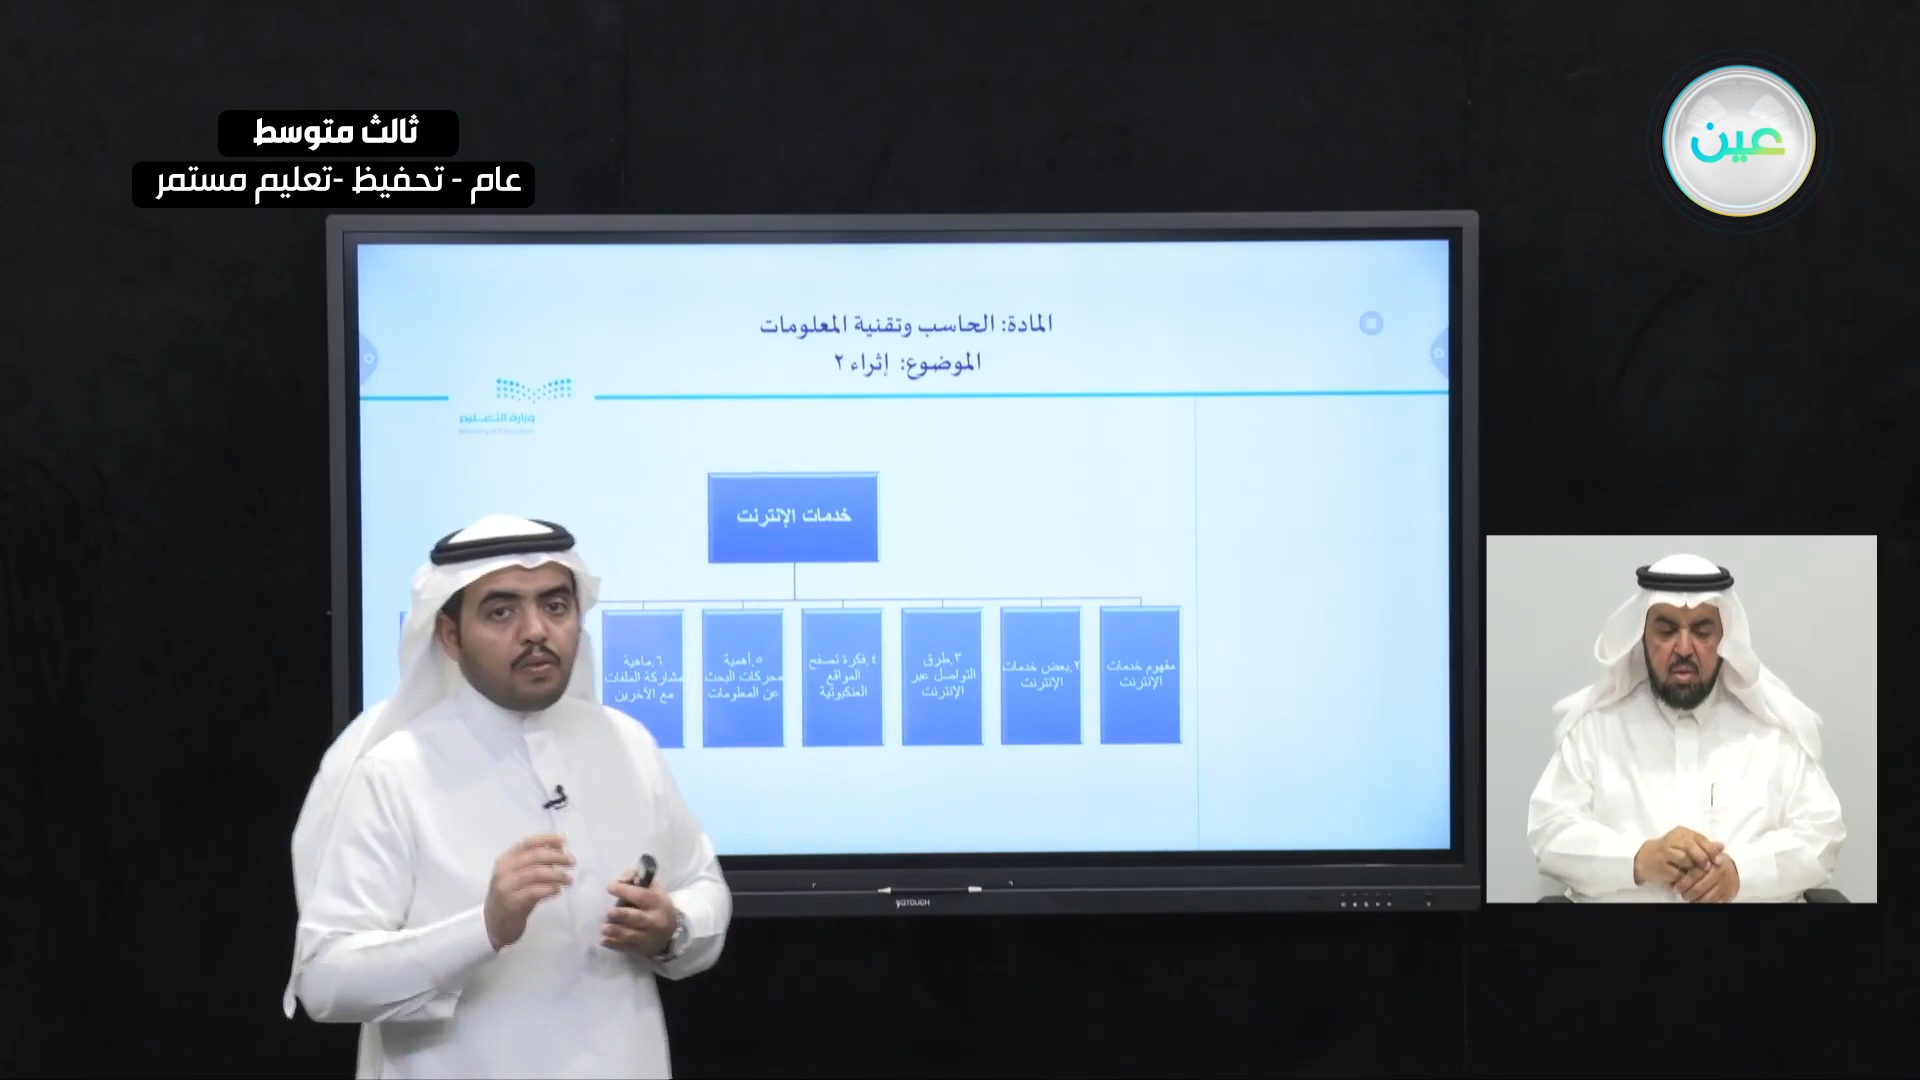 ثالث متوسط
عام - تحفيظ -تعليم مستمر
عين
المادة: الحاسب وتقنية المعلومات
الموضوع: إثراء ٢
وزارة التعليم
خدمات الإنترنت
مفهوم خدمات
الإنترنت
٢.بعض خدمات
الإنترنت
٣.طرق
التواصل عبر
الإنترنت
٤.فكرة تصفح
المواقع
العنكبوتية
٥.أهمية
محركات البحث
عن المعلومات
٦.ماهية
مشاركة الملفات
مع الآخرين